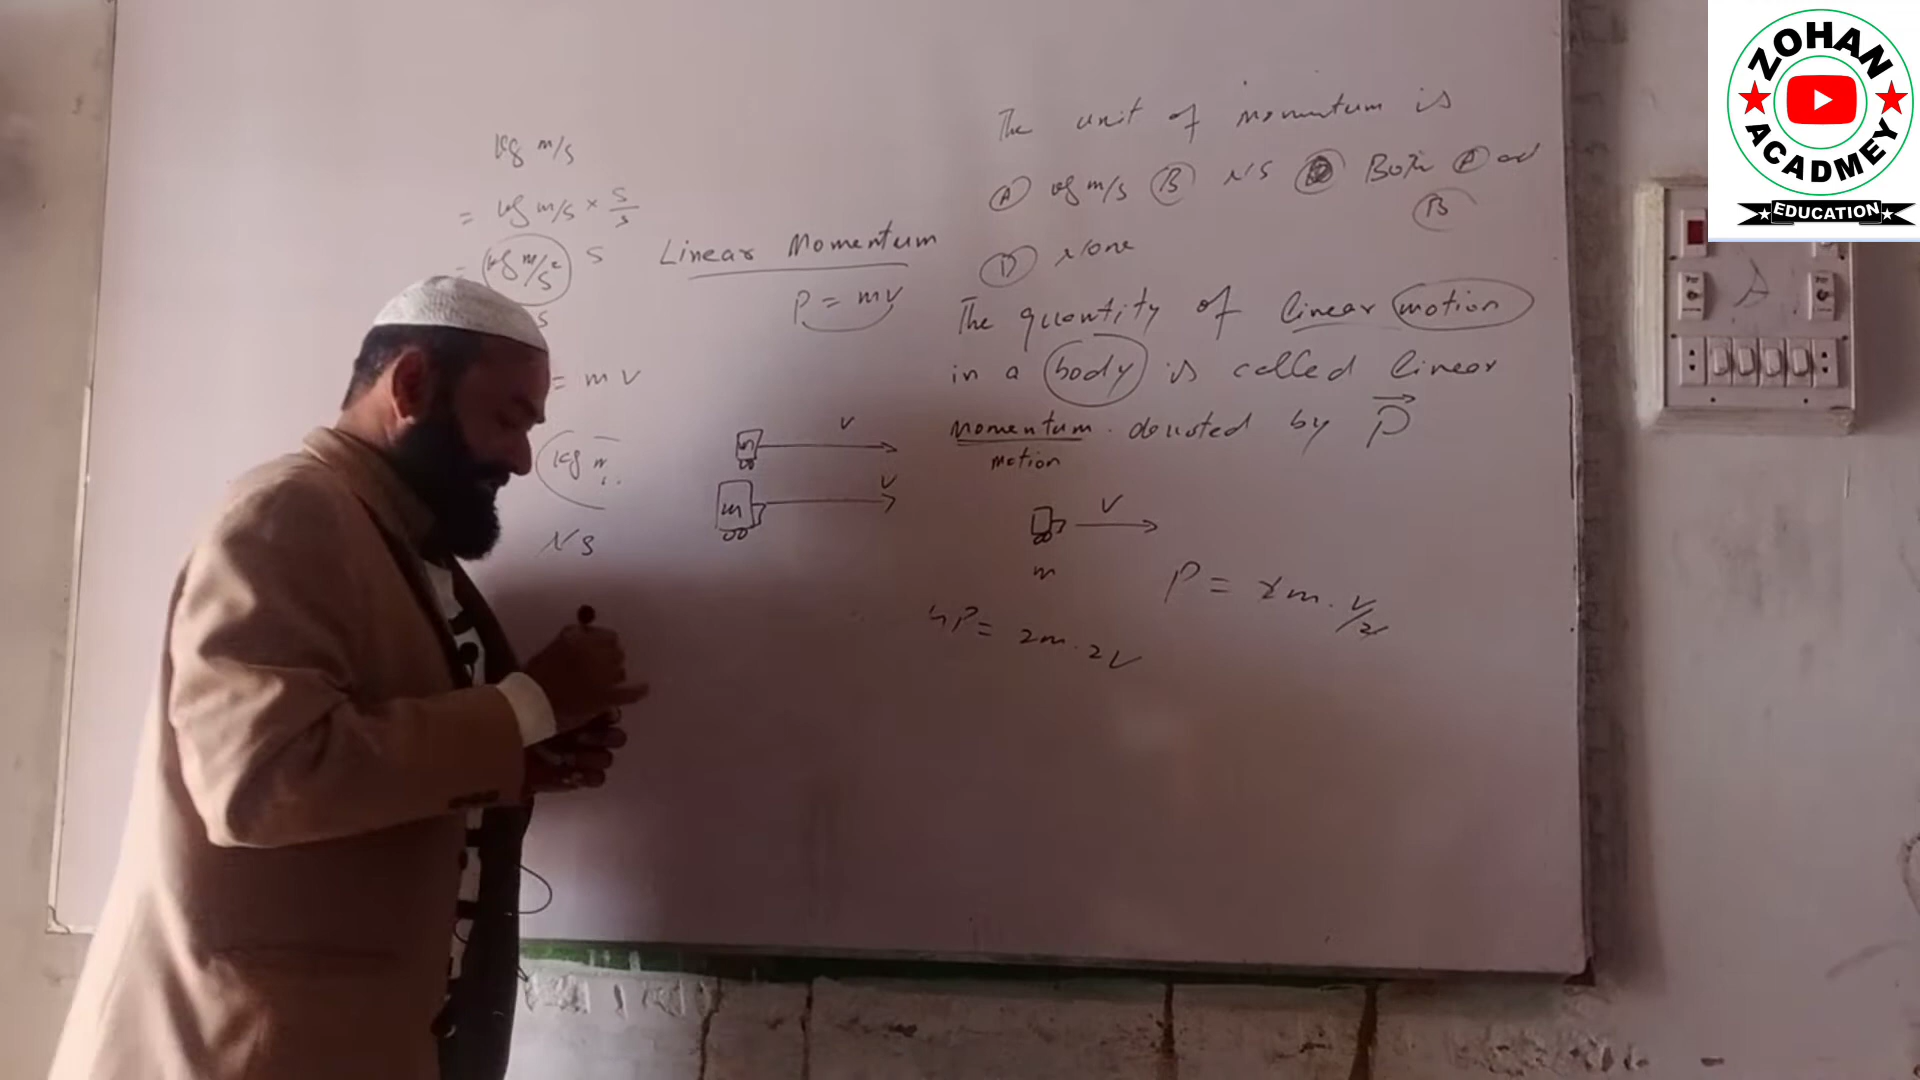 kg m/s
= kg m/s × s/s
= kg m/s² s
s
= m v
kg m
N s
Linear Momentum
P = mv
v
m
v
m
The unit of momentum is
A kg m/s B NS Both A and
B
D None
The quantity of linear motion
in a body is called linear
momentum. denoted by P
motion
V
m
P = 2m. V/2
4P = 2m. 2V
ZOHAN
ACADMEY
EDUCATION